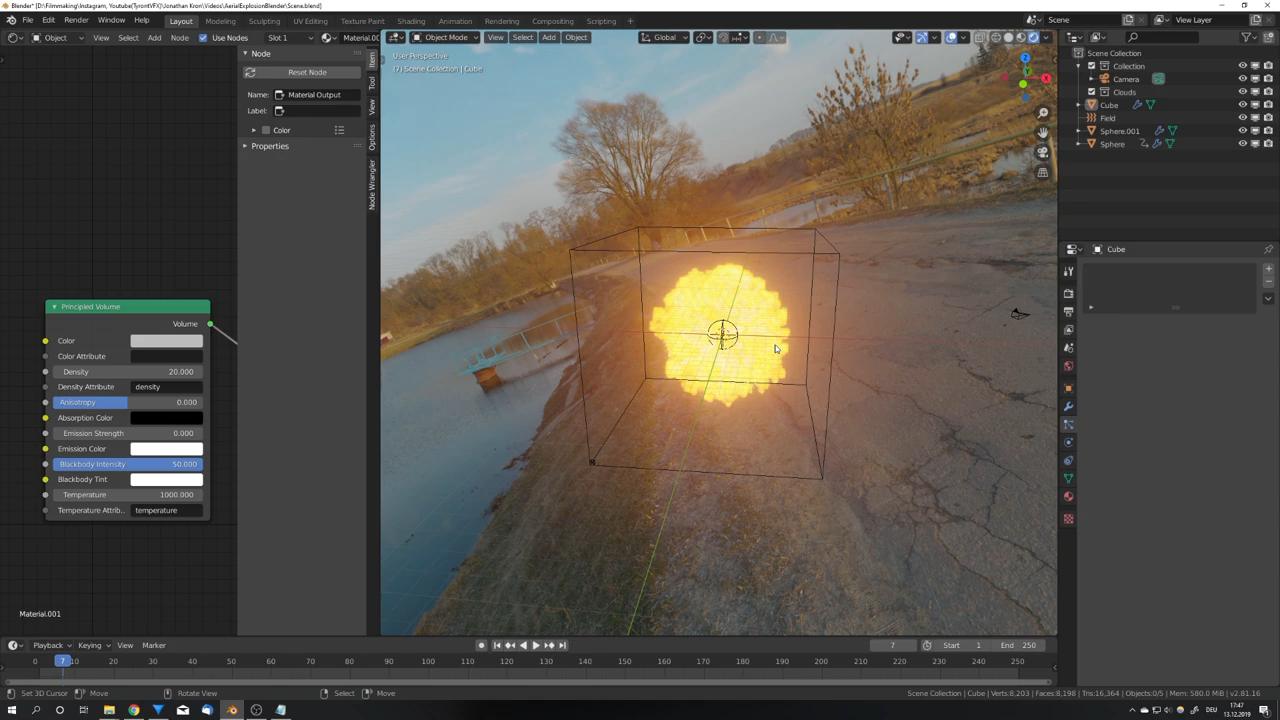 Blender* [D:\Filmmaking\Instagram, Youtube\TyrontVFX\Jonathan Kron\Videos\AerialExplosionBlender\Scene.blend]
File Edit Render Window Help Layout Modeling Sculpting UV Editing Texture Paint Shading Animation Rendering Compositing Scripting + Scene View Layer
Object View Select Add Node Use Nodes Slot 1 Material.00 Object Mode View Select Add Object Global
Node
Reset Node
Name: Material Output
Label:
Color
Properties
Item
Tool
View
Options
Node Wrangler
User Perspective
(7) Scene Collection | Cube
Scene Collection
Collection
Camera
Clouds
Cube
Field
Sphere.001
Sphere
Cube
Principled Volume
Volume
Color
Color Attribute
Density 20.000
Density Attribute density
Anisotropy 0.000
Absorption Color
Emission Strength 0.000
Emission Color
Blackbody Intensity 50.000
Blackbody Tint
Temperature 1000.000
Temperature Attrib.. temperature
Material.001
Playback Keying View Marker 7 Start 1 End 250
0 7 10 20 30 40 50 60 70 80 90 100 110 120 130 140 150 160 170 180 190 200 210 220 230 240 250
Set 3D Cursor Move Rotate View Select Move Scene Collection | Cube | Verts:8,203 | Faces:8,198 | Tris:16,364 | Objects:0/5 | Mem: 580.0 MiB | v2.81.16
DEU
17:47
13.12.2019